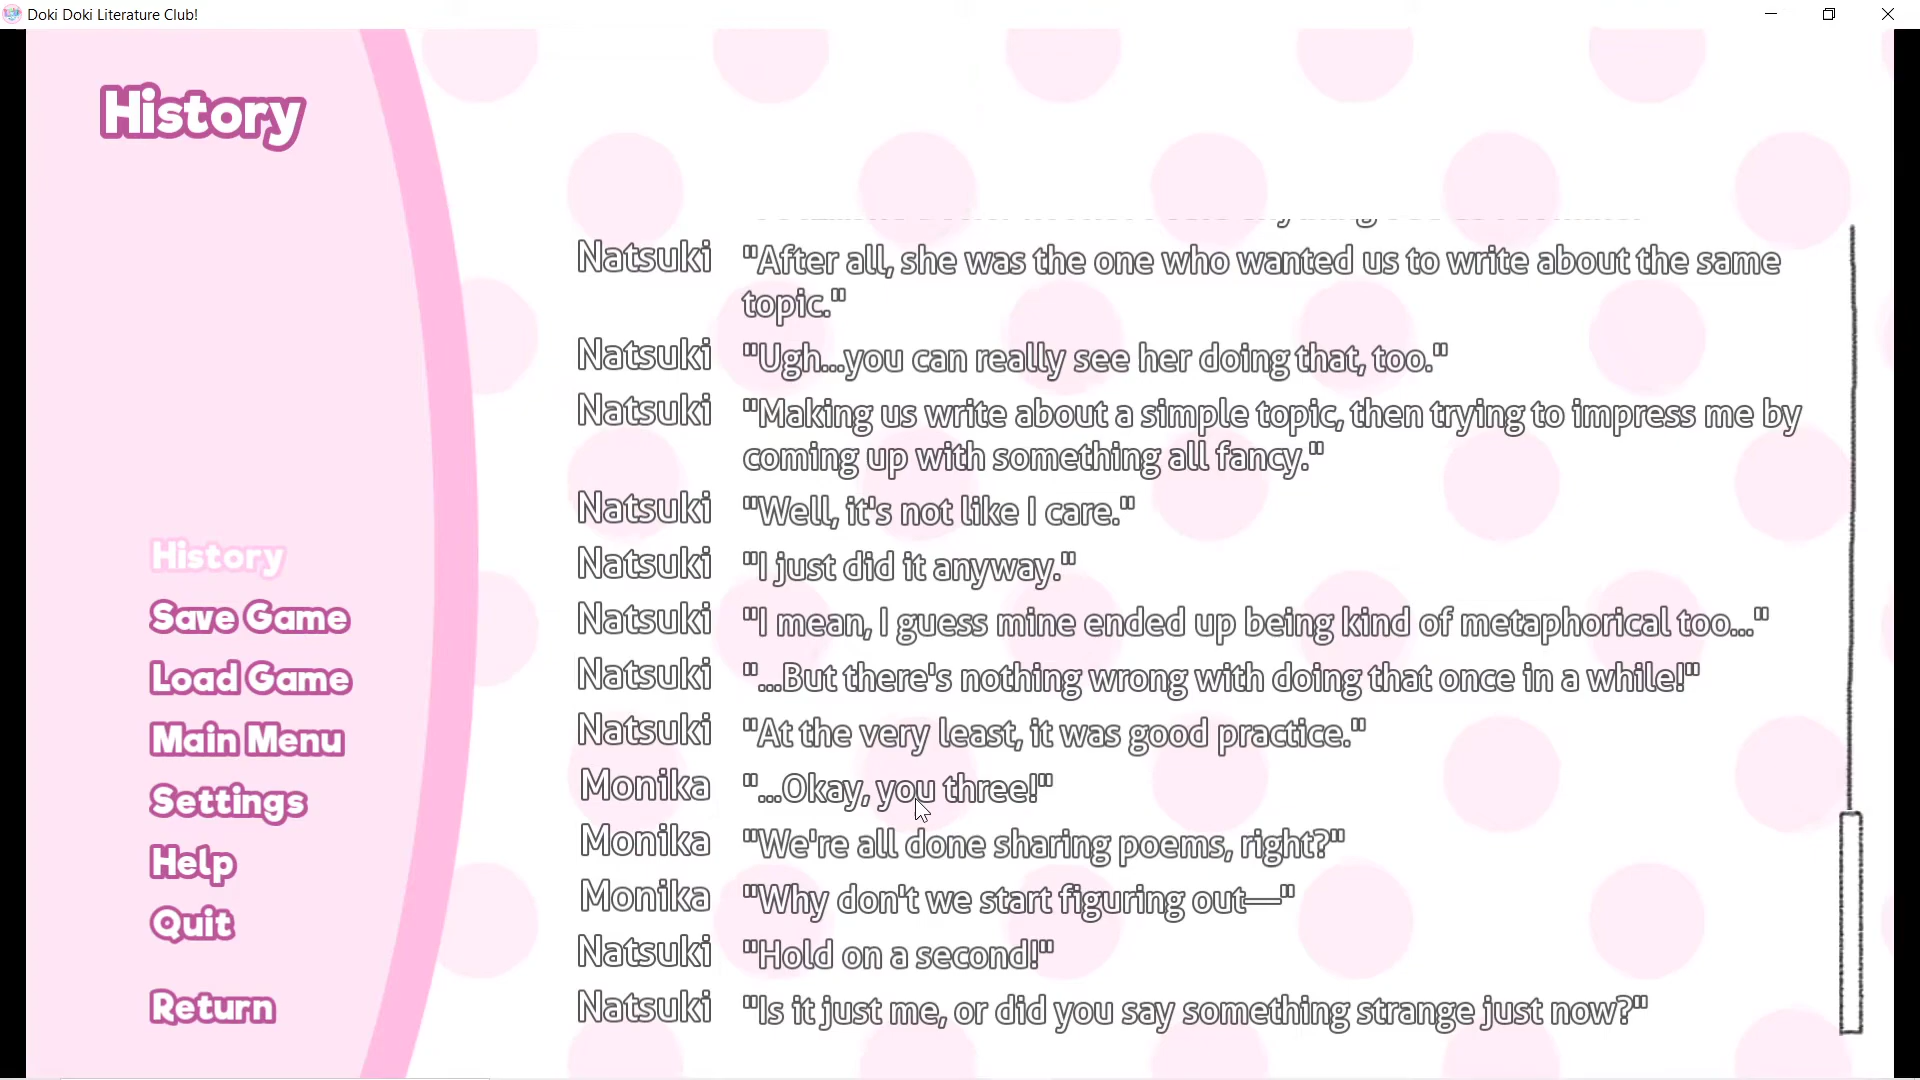 Doki Doki Literature Club!
History
Natsuki "After all, she was the one who wanted us to write about the same
topic."
Natsuki "Ugh...you can really see her doing that, too."
Natsuki "Making us write about a simple topic, then trying to impress me by
coming up with something all fancy."
Natsuki "Well, it's not like I care."
Natsuki "I just did it anyway."
Natsuki "I mean, I guess mine ended up being kind of metaphorical too..."
Natsuki "...But there's nothing wrong with doing that once in a while!"
Natsuki "At the very least, it was good practice."
Monika "...Okay, you three!"
Monika "We're all done sharing poems, right?"
Monika "Why don't we start figuring out—"
Natsuki "Hold on a second!"
Natsuki "Is it just me, or did you say something strange just now?"
History
Save Game
Load Game
Main Menu
Settings
Help
Quit
Return